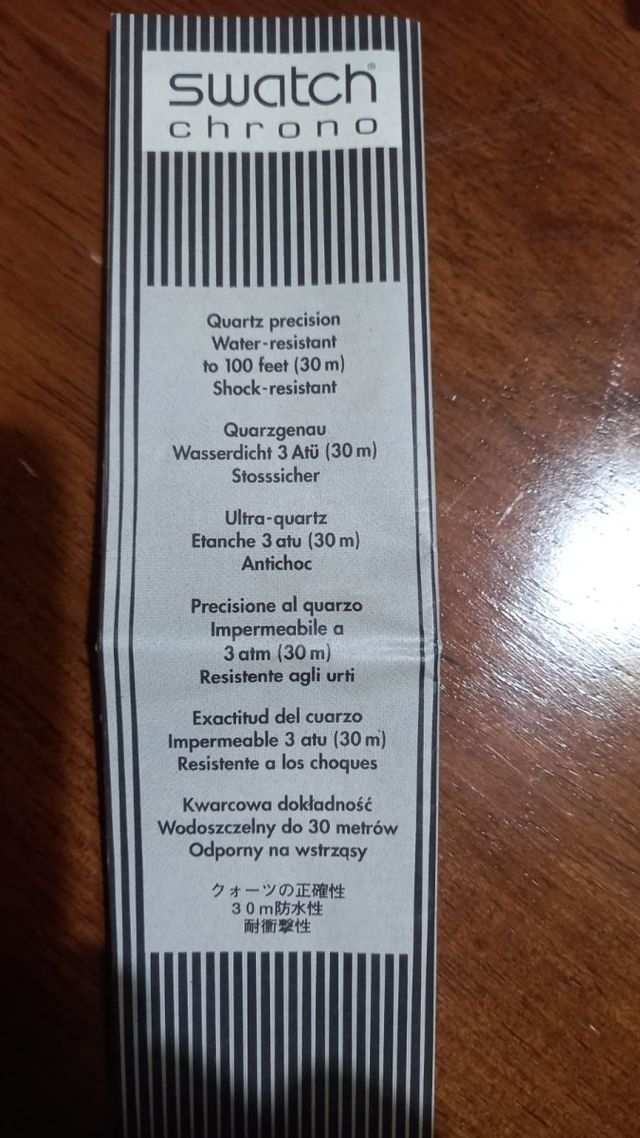 swatch®
chrono
Quartz precision
Water-resistant
to 100 feet (30 m)
Shock-resistant
Quarzgenau
Wasserdicht 3 Atü (30 m)
Stosssicher
Ultra-quartz
Etanche 3 atu (30 m)
Antichoc
Precisione al quarzo
Impermeabile a
3 atm (30 m)
Resistente agli urti
Exactitud del cuarzo
Impermeable 3 atu (30 m)
Resistente a los choques
Kwarcowa dokładność
Wodoszczelny do 30 metrów
Odporny na wstrząsy
クォーツの正確性
30m防水性
耐衝撃性